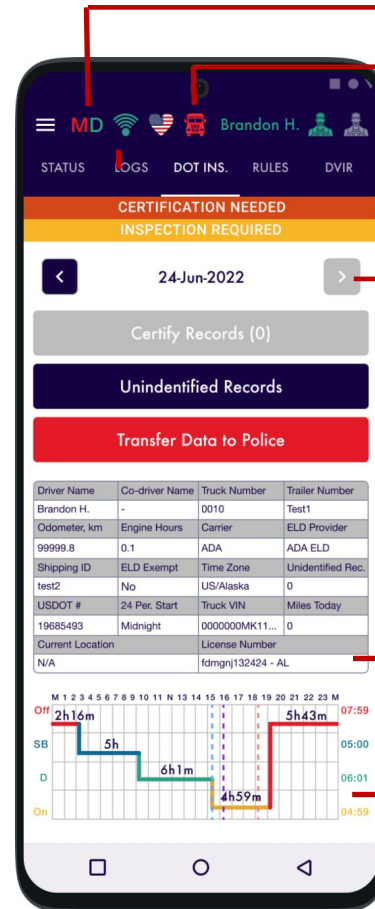 MD Brandon H.
STATUS LOGS DOT INS. RULES DVIR
CERTIFICATION NEEDED
INSPECTION REQUIRED
< 24-Jun-2022 >
Certify Records (0)
Unindentified Records
Transfer Data to Police
Driver Name Co-driver Name Truck Number Trailer Number
Brandon H. - 0010 Test1
Odometer, km Engine Hours Carrier ELD Provider
99999.8 0.1 ADA ADA ELD
Shipping ID ELD Exempt Time Zone Unidentified Rec.
test2 No US/Alaska 0
USDOT # 24 Per. Start Truck VIN Miles Today
19685493 Midnight 0000000MK11... 0
Current Location License Number
N/A fdmgnj132424 - AL
M 1 2 3 4 5 6 7 8 9 10 11 N 13 14 15 16 17 18 19 20 21 22 23 M
Off 2h16m 5h43m 07:59
SB 5h 05:00
D 6h1m 06:01
On 4h59m 04:59